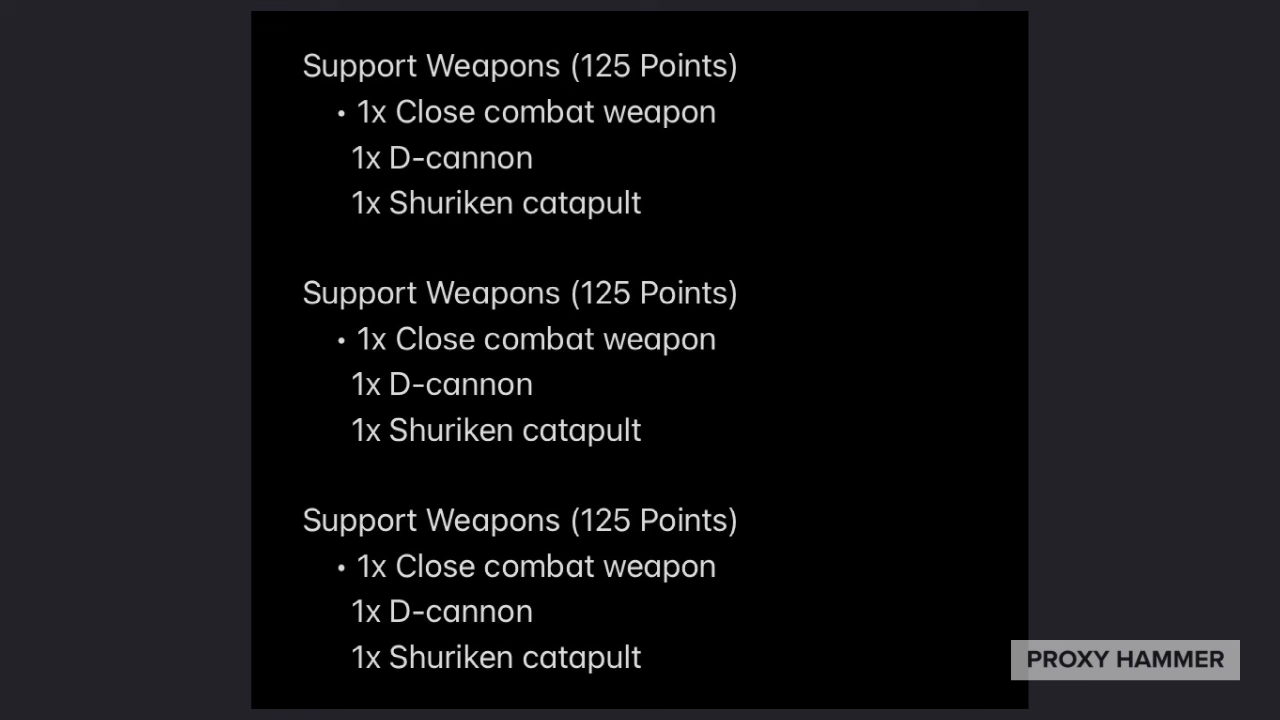 Support Weapons (125 Points)
• 1x Close combat weapon
1x D-cannon
1x Shuriken catapult
Support Weapons (125 Points)
• 1x Close combat weapon
1x D-cannon
1x Shuriken catapult
Support Weapons (125 Points)
• 1x Close combat weapon
1x D-cannon
1x Shuriken catapult
PROXY HAMMER